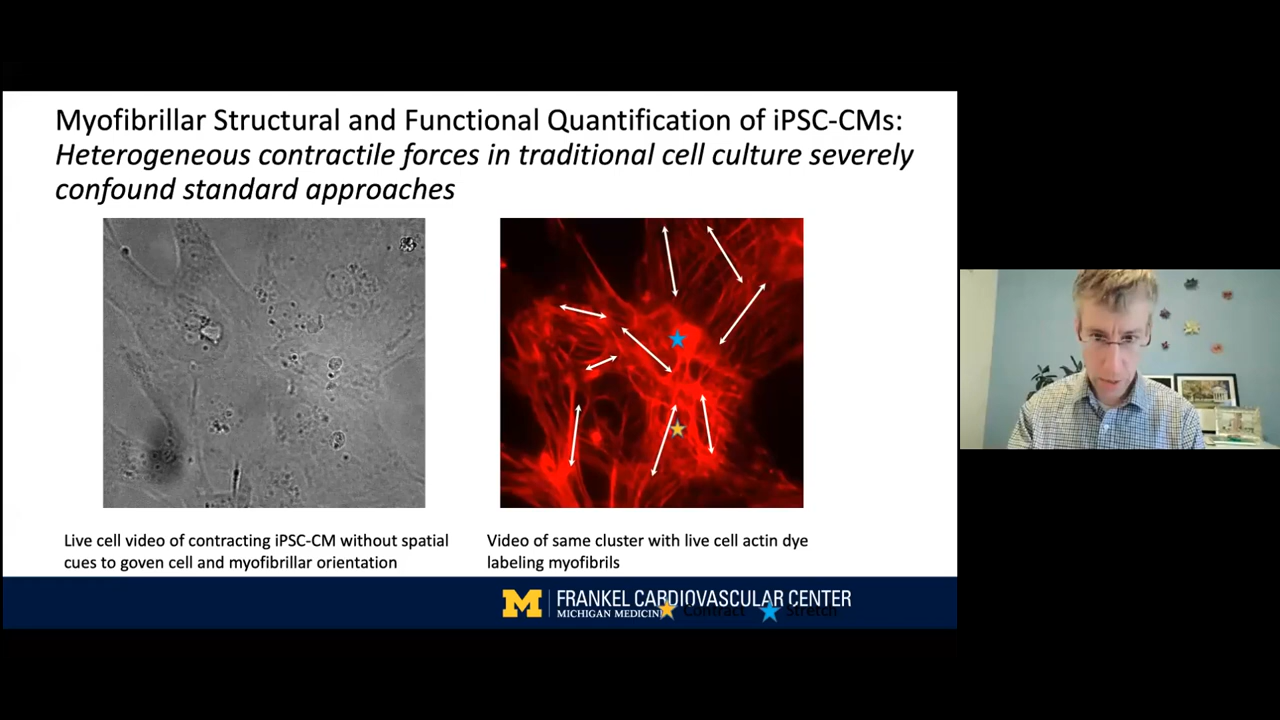 Myofibrillar Structural and Functional Quantification of iPSC-CMs:
Heterogeneous contractile forces in traditional cell culture severely
confound standard approaches
Live cell video of contracting iPSC-CM without spatial
cues to goven cell and myofibrillar orientation
Video of same cluster with live cell actin dye
labeling myofibrils
M
FRANKEL CARDIOVASCULAR CENTER
MICHIGAN MEDICINE
Contract
Stretch